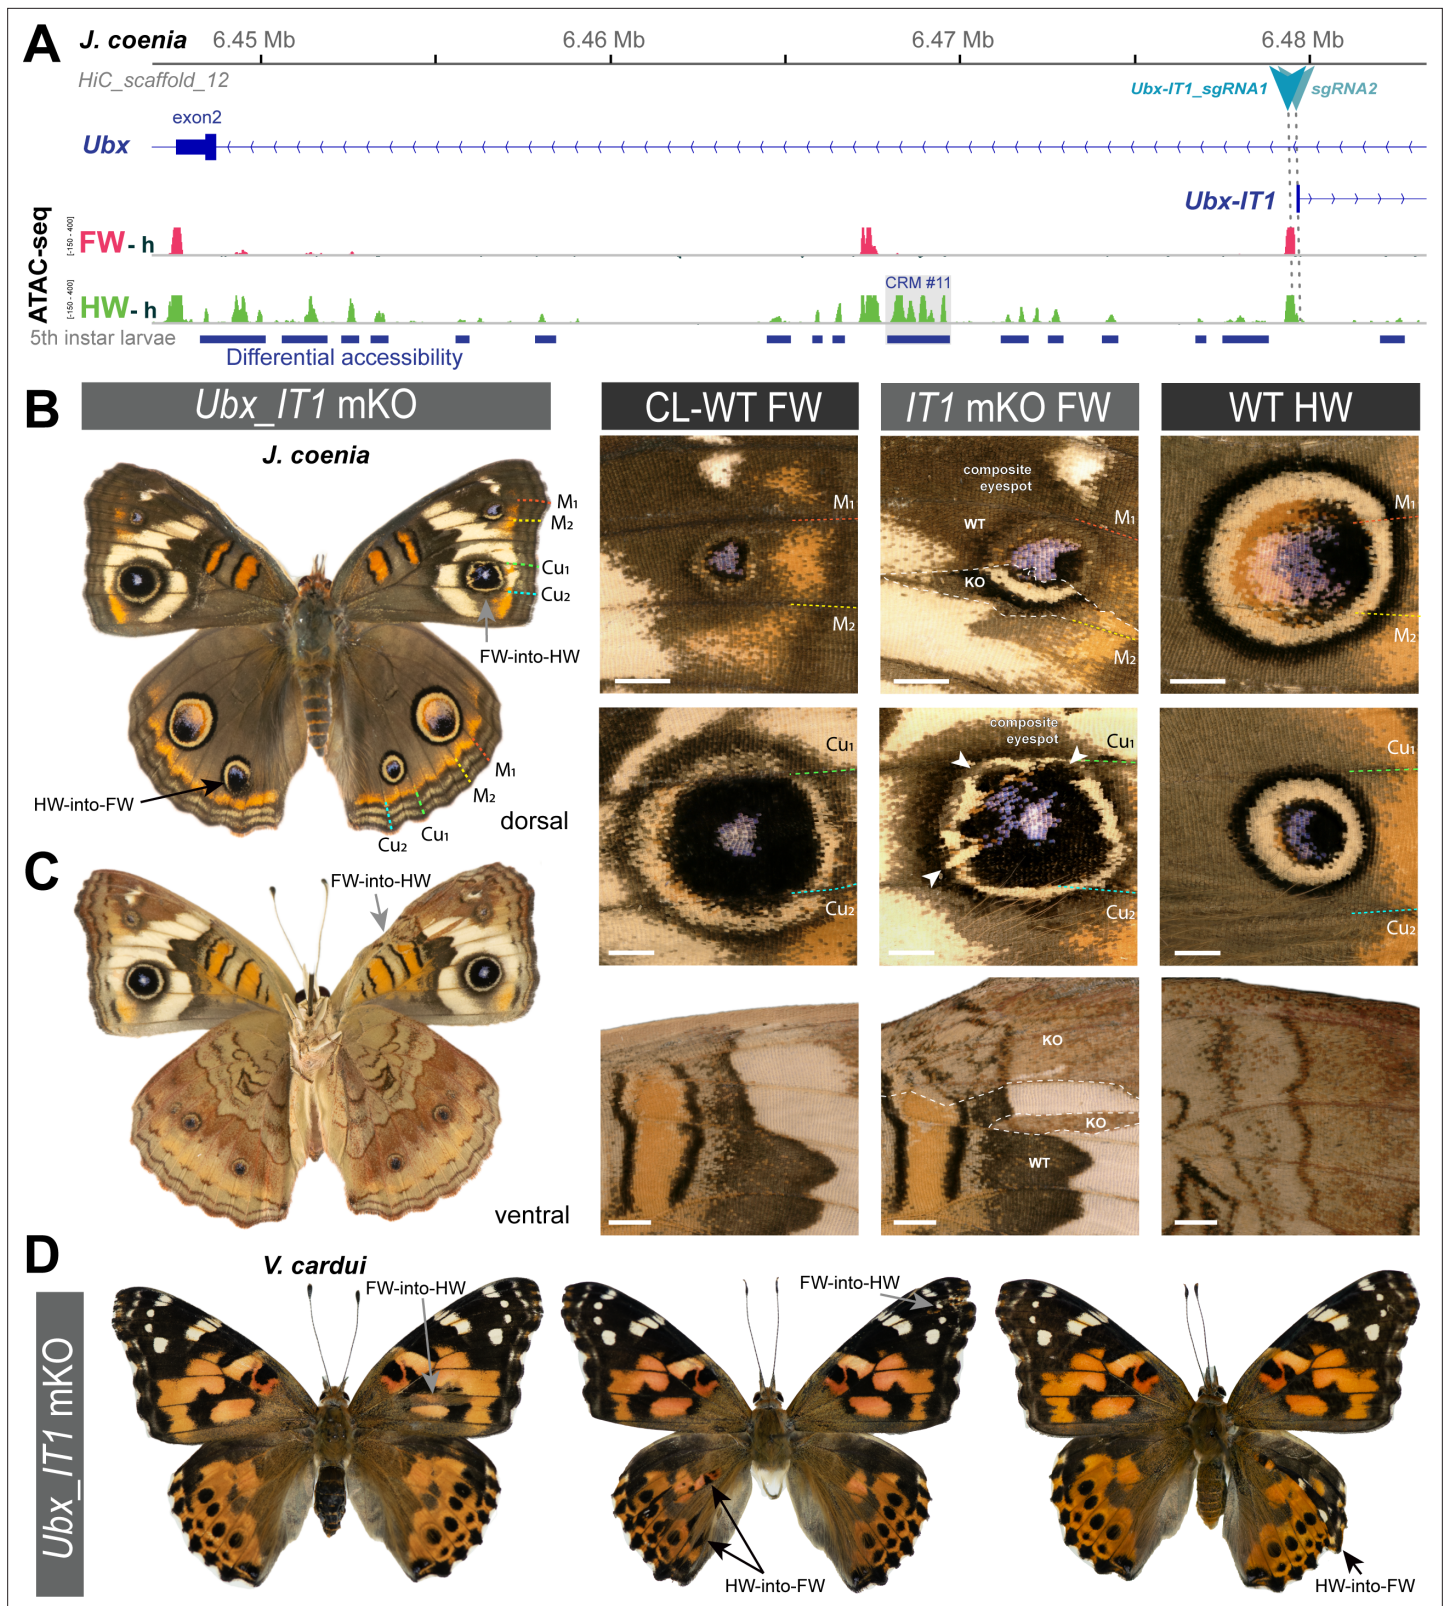 A
J. coenia
6.45 Mb
6.46 Mb
6.47 Mb
6.48 Mb
HiC_scaffold_12
Ubx-IT1_sgRNA1
sgRNA2
exon2
Ubx
Ubx-IT1
ATAC-seq
[-150 - 400]
FW - h
[-150 - 400]
HW - h
CRM #11
5th instar larvae
Differential accessibility
B
Ubx_IT1 mKO
CL-WT FW
IT1 mKO FW
WT HW
J. coenia
M1
M2
Cu1
Cu2
FW-into-HW
HW-into-FW
M1
M2
Cu1
Cu2
dorsal
M1
M2
composite
eyespot
WT
KO
M1
M2
M1
M2
Cu1
Cu2
composite
eyespot
Cu1
Cu2
Cu1
Cu2
C
FW-into-HW
ventral
KO
KO
WT
D
V. cardui
Ubx_IT1 mKO
FW-into-HW
FW-into-HW
HW-into-FW
HW-into-FW